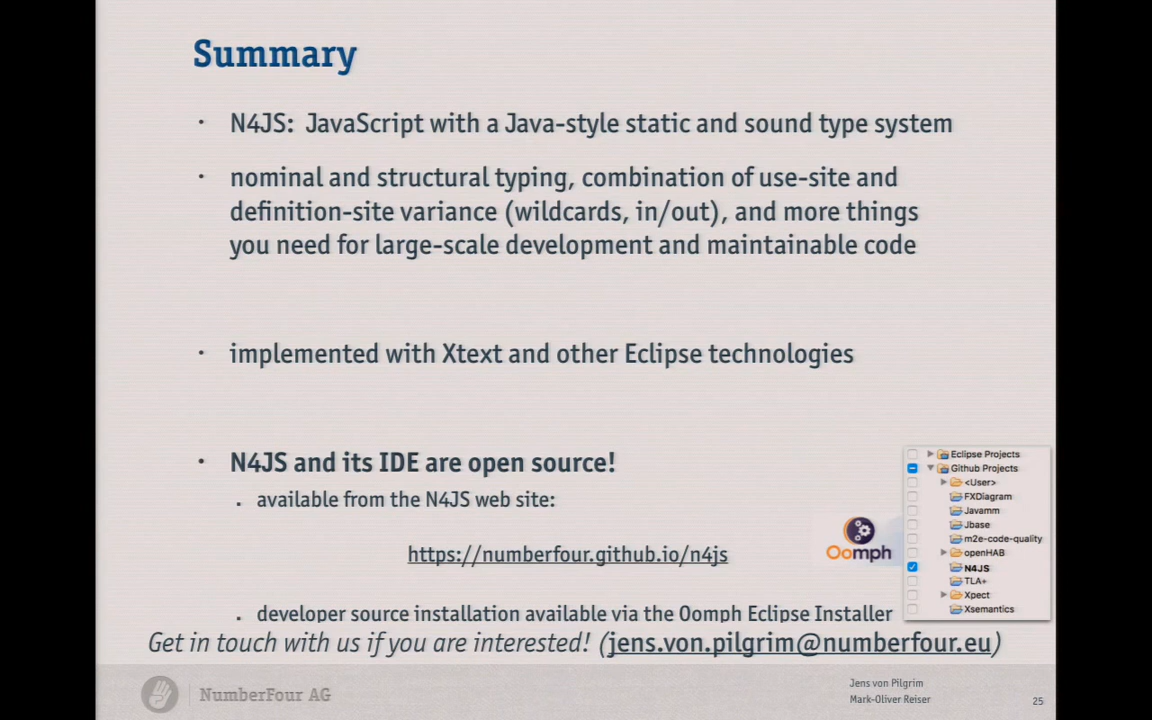 Summary
· N4JS: JavaScript with a Java-style static and sound type system
· nominal and structural typing, combination of use-site and
definition-site variance (wildcards, in/out), and more things
you need for large-scale development and maintainable code
· implemented with Xtext and other Eclipse technologies
· N4JS and its IDE are open source!
. available from the N4JS web site:
https://numberfour.github.io/n4js
. developer source installation available via the Oomph Eclipse Installer
Oomph
Eclipse Projects
Github Projects
<User>
FXDiagram
Javamm
Jbase
m2e-code-quality
openHAB
N4JS
TLA+
Xpect
Xsemantics
Get in touch with us if you are interested! (jens.von.pilgrim@numberfour.eu)
NumberFour AG
Jens von Pilgrim
Mark-Oliver Reiser
25